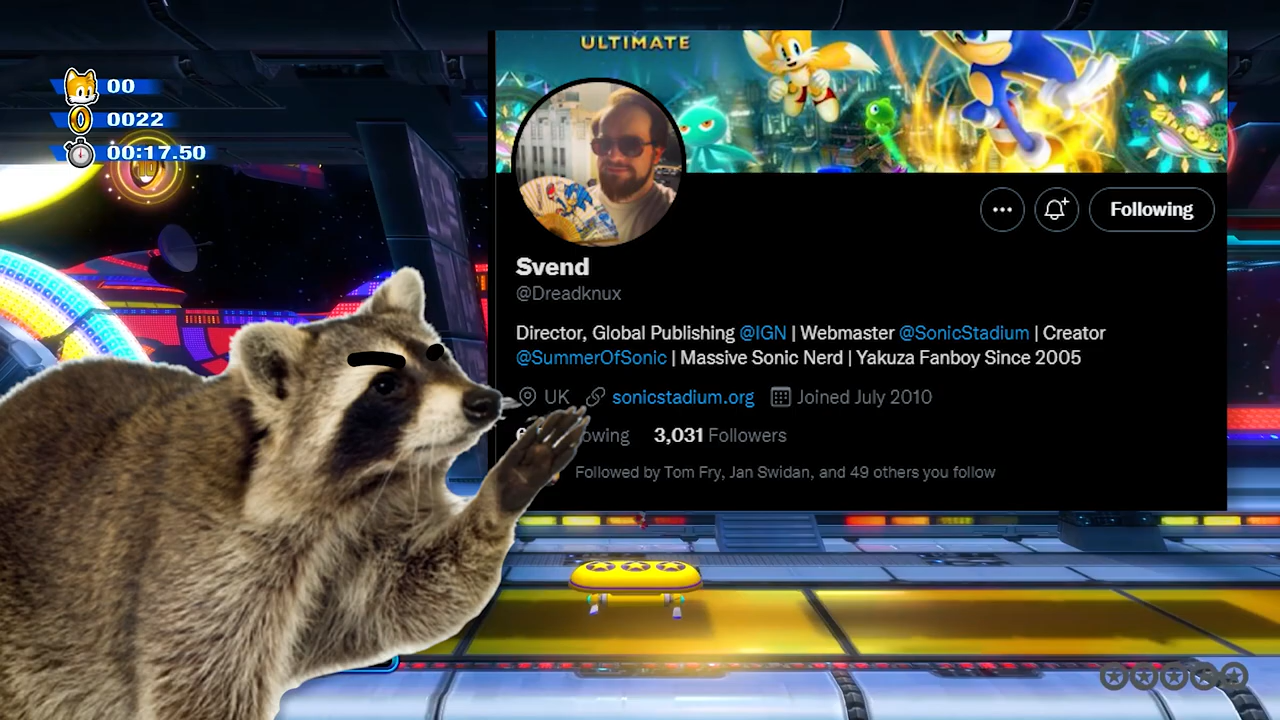 ULTIMATE
00
0022
00:17.50
10
Following
Svend
@Dreadknux
Director, Global Publishing @IGN | Webmaster @SonicStadium | Creator
@SummerOfSonic | Massive Sonic Nerd | Yakuza Fanboy Since 2005
UK sonicstadium.org Joined July 2010
3,031 Followers
Followed by Tom Fry, Jan Swidan, and 49 others you follow